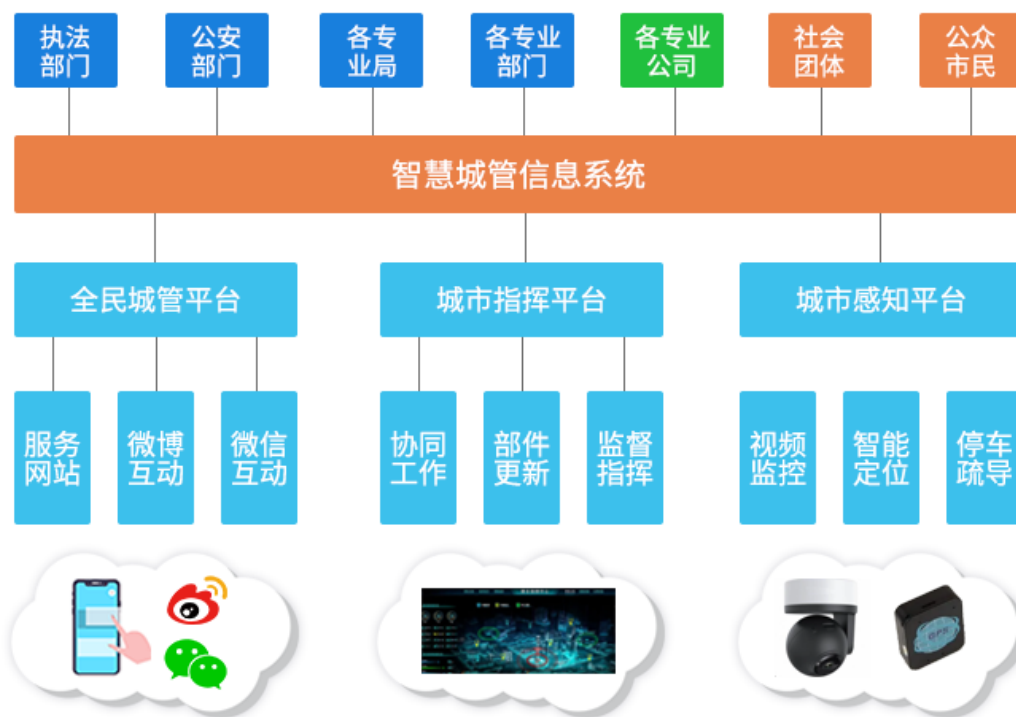 执法
部门
公安
部门
各专
业局
各专业
部门
各专业
公司
社会
团体
公众
市民
智慧城管信息系统
全民城管平台
城市指挥平台
城市感知平台
服务
网站
微博
互动
微信
互动
协同
工作
部件
更新
监督
指挥
视频
监控
智能
定位
停车
疏导
GPS